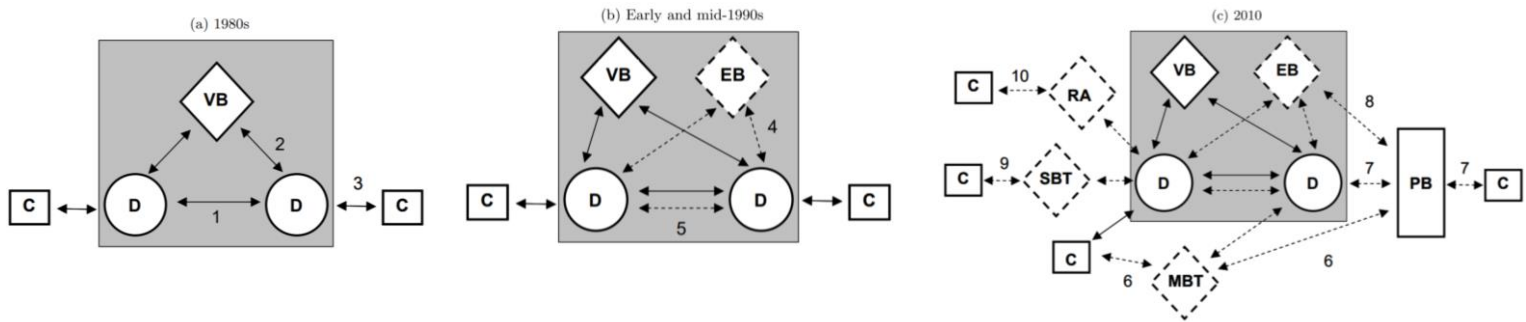 (a) 1980s
VB
2
D
D
1
C
C
3
(b) Early and mid-1990s
VB
EB
4
D
D
5
C
C
(c) 2010
VB
EB
C
10
RA
8
C
9
SBT
D
D
7
PB
7
C
C
6
MBT
6